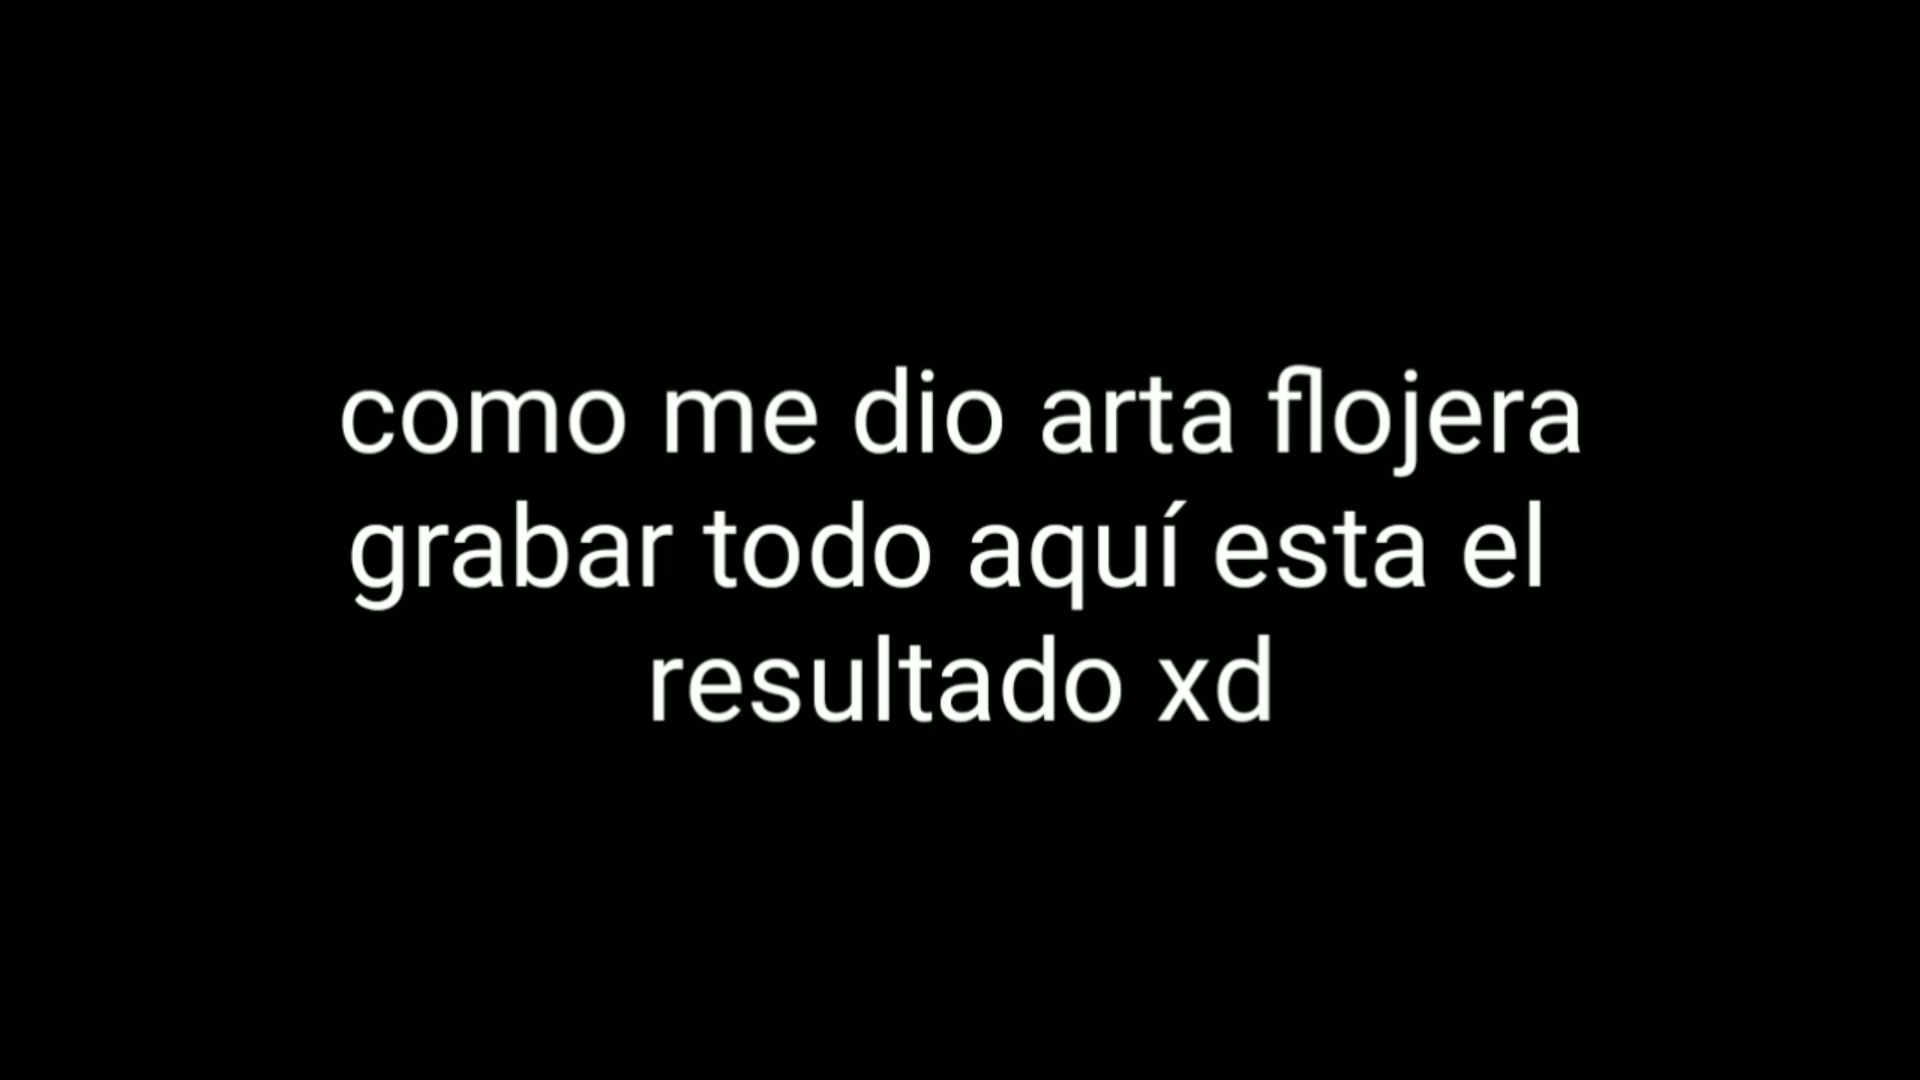 como me dio arta flojera
grabar todo aquí esta el
resultado xd